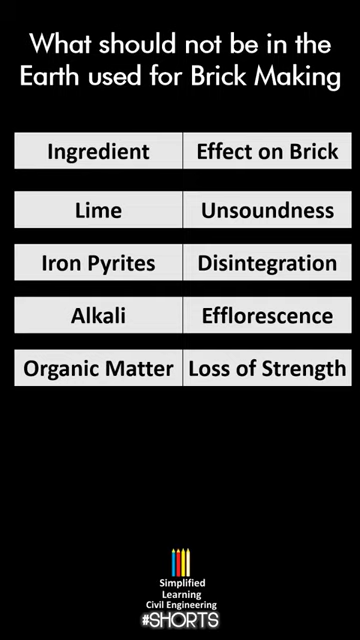 What should not be in the
Earth used for Brick Making
Ingredient Effect on Brick
Lime Unsoundness
Iron Pyrites Disintegration
Alkali Efflorescence
Organic Matter Loss of Strength
Simplified
Learning
Civil Engineering
#SHORTS